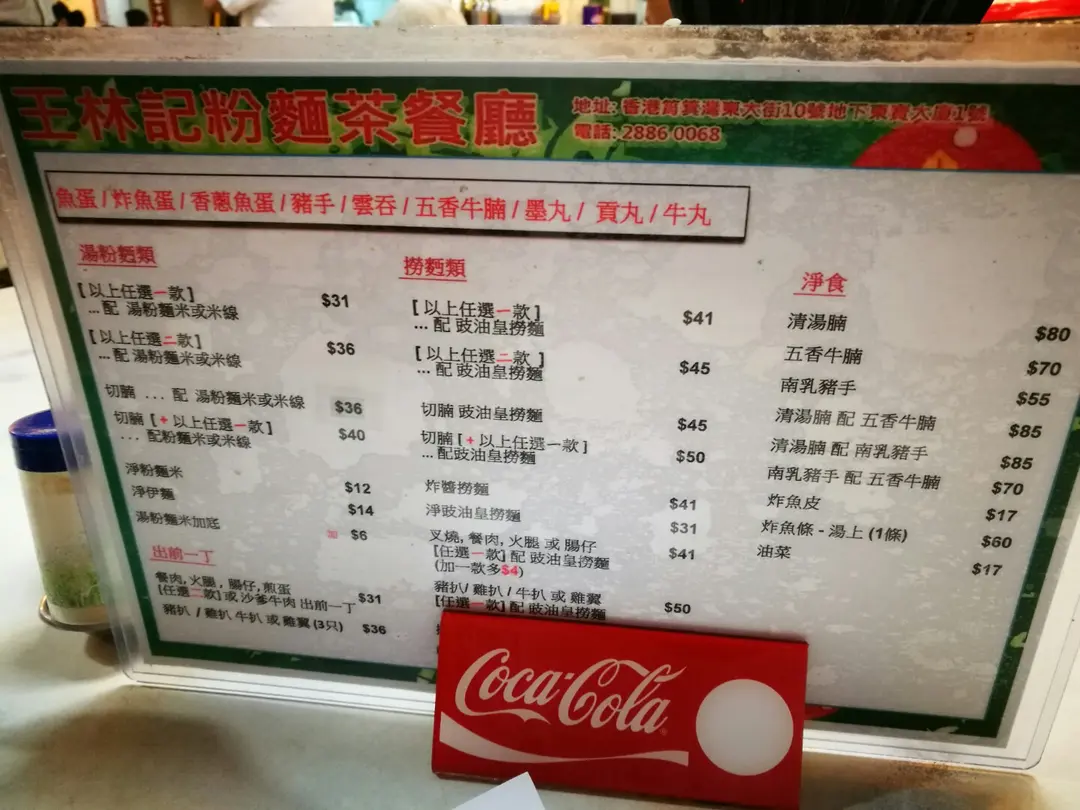 王林記粉麵茶餐廳
地址: 香港筲箕灣東大街10號地下東寶大廈1號
電話: 2886 0068
魚蛋 / 炸魚蛋 / 香蔥魚蛋 / 豬手 / 雲吞 / 五香牛腩 / 墨丸 / 貢丸 / 牛丸
湯粉麵類
[ 以上任選一款 ]
... 配 湯粉麵米或米線 $31
[ 以上任選二款 ]
... 配 湯粉麵米或米線 $36
切腩 ... 配 湯粉麵米或米線 $36
切腩 [ + 以上任選一款 ]
... 配粉麵米或米線 $40
淨粉麵米 $12
淨伊麵 $14
湯粉麵米加底 $6
出前一丁
餐肉, 火腿 , 腸仔, 煎蛋
[任選二款] 或 沙爹牛肉 出前一丁 $31
豬扒 / 雞扒 牛扒 或 雞翼 (3只) $36
撈麵類
[ 以上任選一款 ]
... 配 豉油皇撈麵 $41
[ 以上任選二款 ]
... 配 豉油皇撈麵 $45
切腩 豉油皇撈麵 $45
切腩 [ + 以上任選一款 ]
... 配豉油皇撈麵 $50
炸醬撈麵 $41
淨豉油皇撈麵 $31
叉燒, 餐肉, 火腿 或 腸仔
[任選一款] 配 豉油皇撈麵 $41
(加一款多$4)
豬扒/ 雞扒 / 牛扒 或 雞翼
[任選一款] 配 豉油皇撈麵 $50
淨食
清湯腩 $80
五香牛腩 $70
南乳豬手 $55
清湯腩 配 五香牛腩 $85
清湯腩 配 南乳豬手 $85
南乳豬手 配 五香牛腩 $70
炸魚皮 $17
炸魚條 - 湯上 (1條) $60
油菜 $17
Coca-Cola